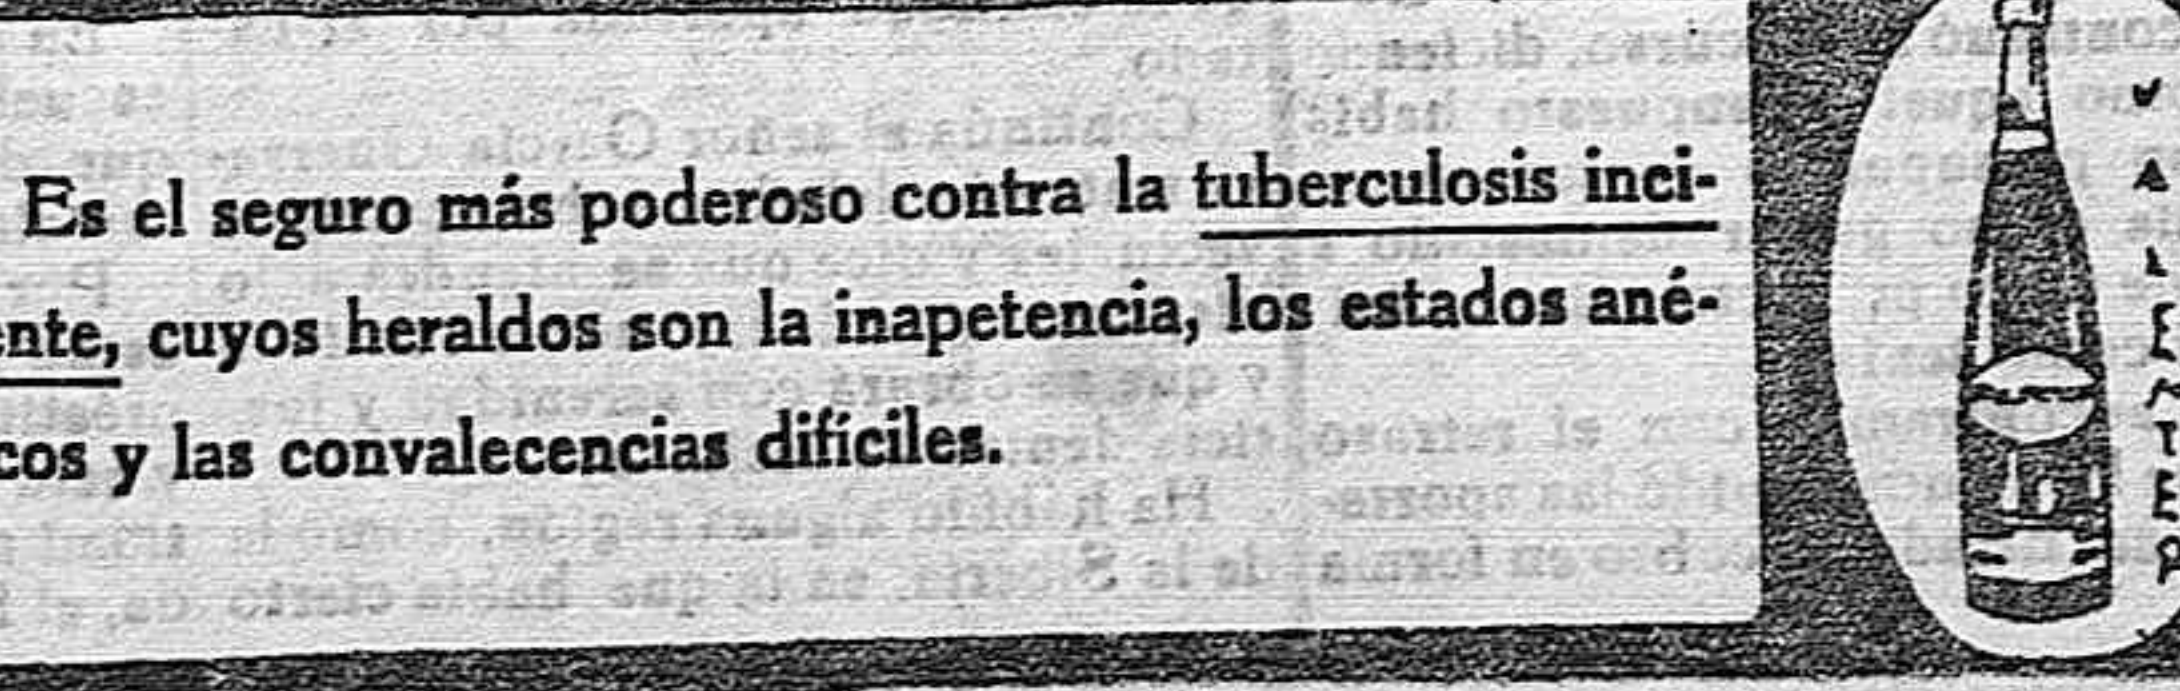 Es el seguro más poderoso contra la tuberculosis inci-
ente, cuyos heraldos son la inapetencia, los estados ané-
cos y las convalecencias difíciles.
VALENTER